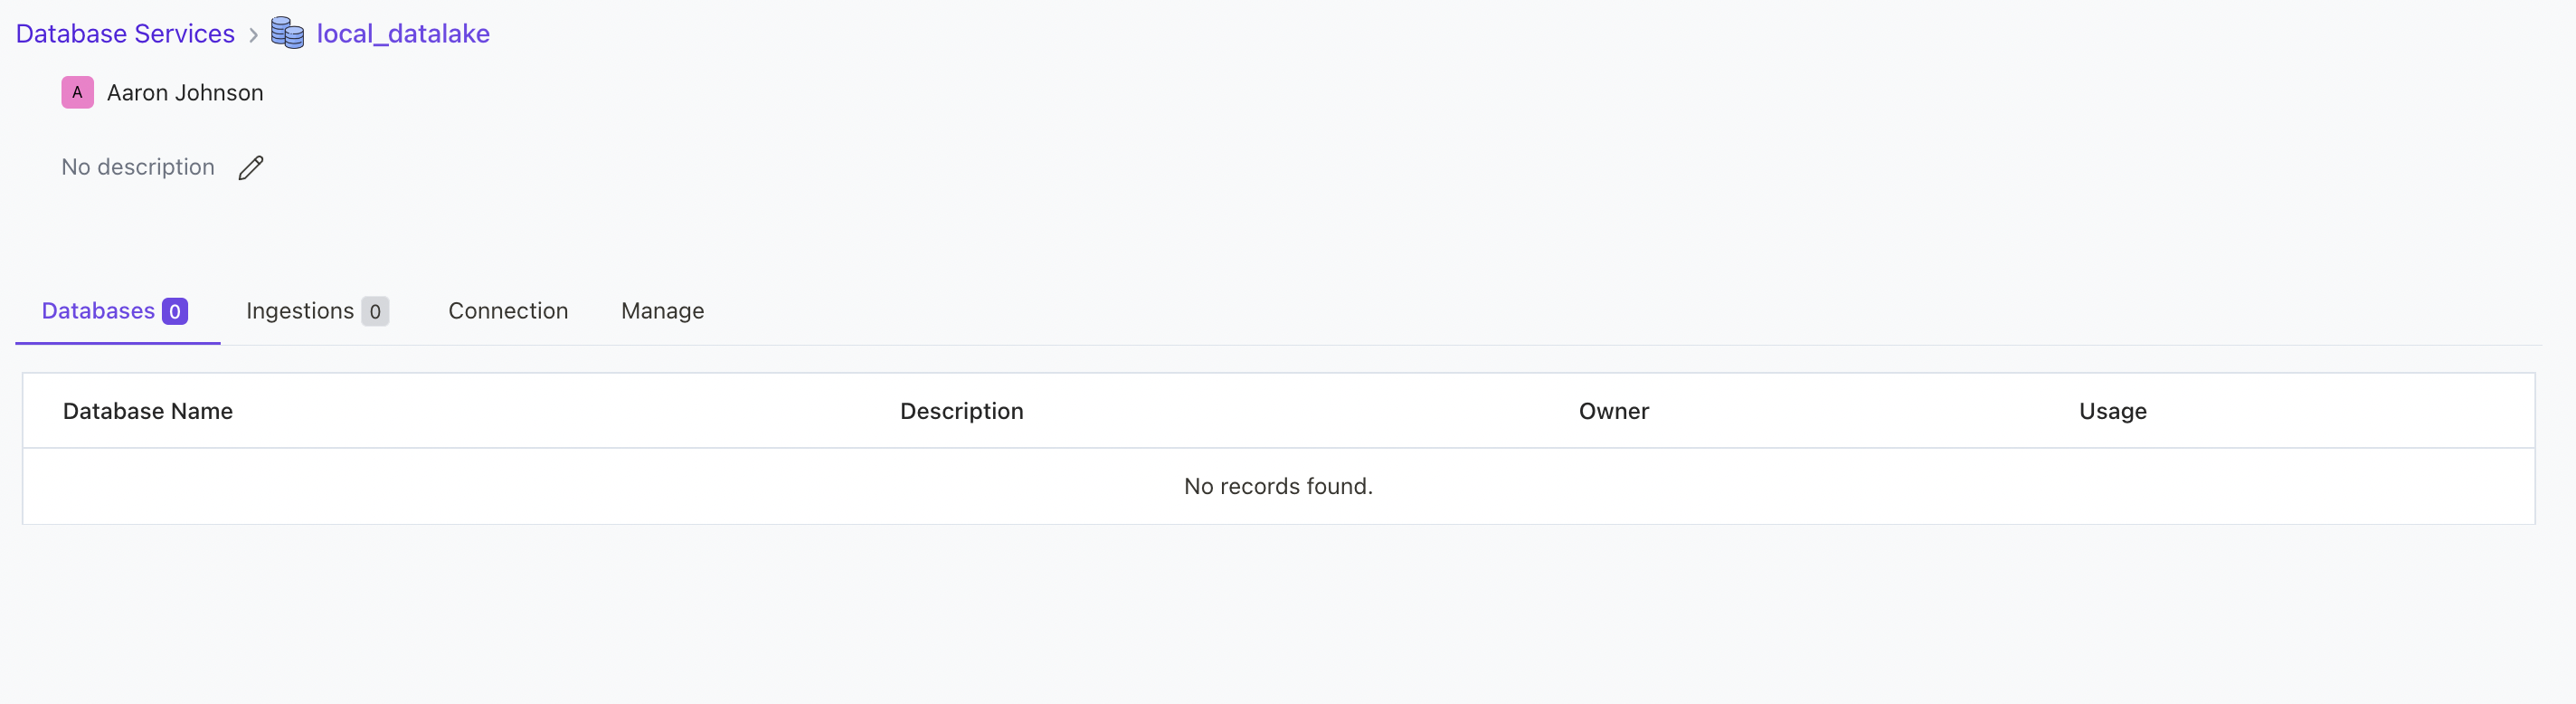 Database Services > local_datalake
A Aaron Johnson
No description
Databases 0 Ingestions 0 Connection Manage
Database Name Description Owner Usage
No records found.